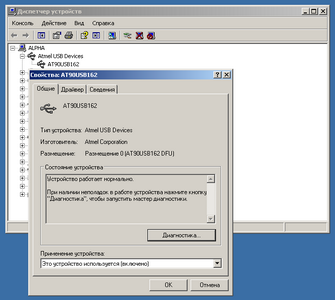 Диспетчер устройств
Консоль Действие Вид Справка
ALPHA
Atmel USB Devices
AT90USB162
Свойства: AT90USB162
Общие Драйвер Сведения
AT90USB162
Тип устройства: Atmel USB Devices
Изготовитель: Atmel Corporation
Размещение: Размещение 0 (AT90USB162 DFU)
Состояние устройства
Устройство работает нормально.
При наличии неполадок в работе устройства нажмите кнопку
"Диагностика", чтобы запустить мастер диагностики.
Диагностика...
Применение устройства:
Это устройство используется (включено)
OK Отмена